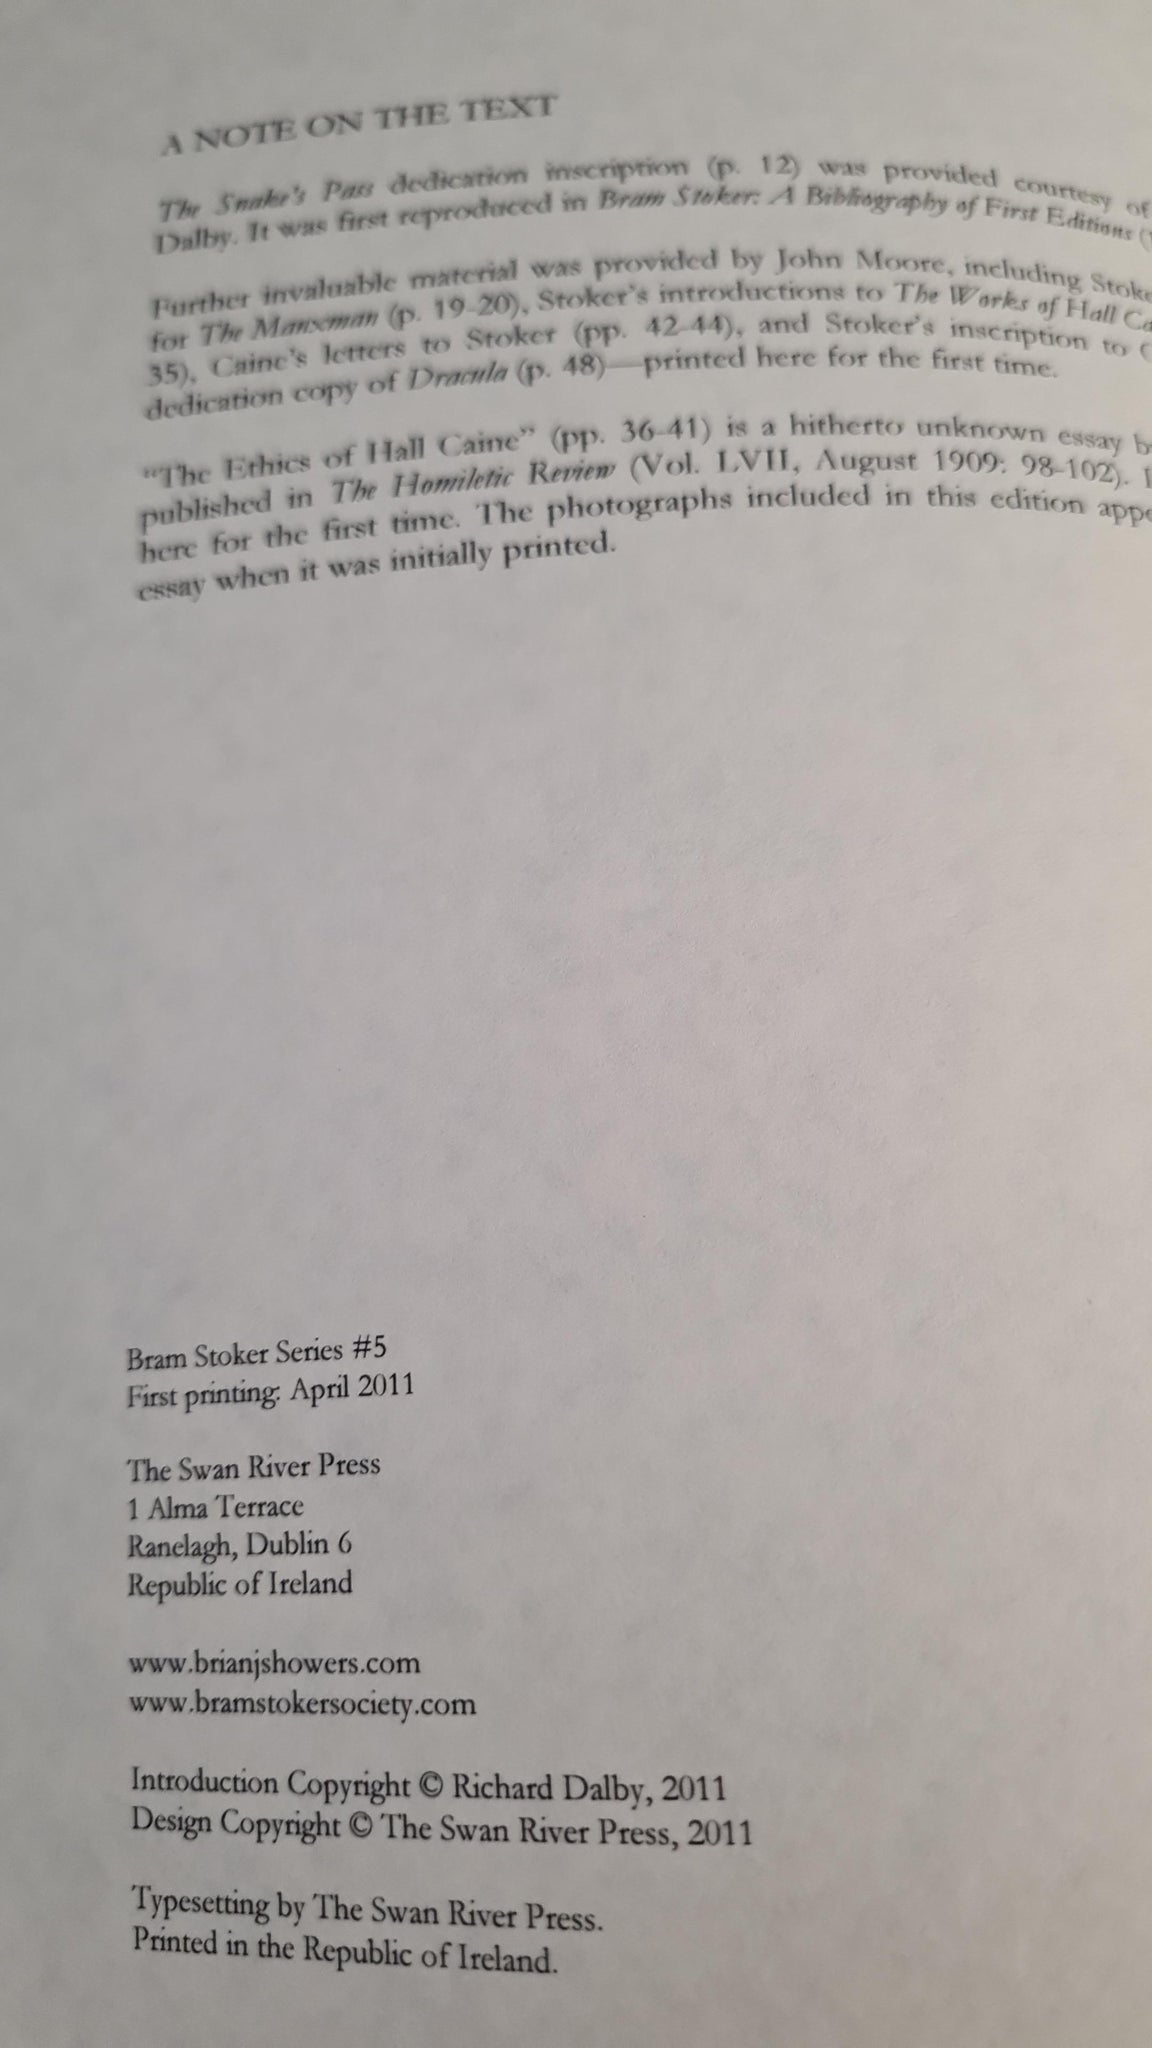 A NOTE ON THE TEXT
The Snake's Pass dedication inscription (p. 12) was provided courtesy of
Dalby. It was first reproduced in Bram Stoker: A Bibliography of First Editions (
Further invaluable material was provided by John Moore, including Stoke
for The Manxman (p. 19-20), Stoker's introductions to The Works of Hall Ca
35), Caine's letters to Stoker (pp. 42-44), and Stoker's inscription to
dedication copy of Dracula (p. 48)—printed here for the first time.
"The Ethics of Hall Caine" (pp. 36-41) is a hitherto unknown essay b
published in The Homiletic Review (Vol. LVII, August 1909: 98-102).
here for the first time. The photographs included in this edition appe
essay when it was initially printed.
Bram Stoker Series #5
First printing: April 2011
The Swan River Press
1 Alma Terrace
Ranelagh, Dublin 6
Republic of Ireland
www.brianjshowers.com
www.bramstokersociety.com
Introduction Copyright © Richard Dalby, 2011
Design Copyright © The Swan River Press, 2011
Typesetting by The Swan River Press.
Printed in the Republic of Ireland.